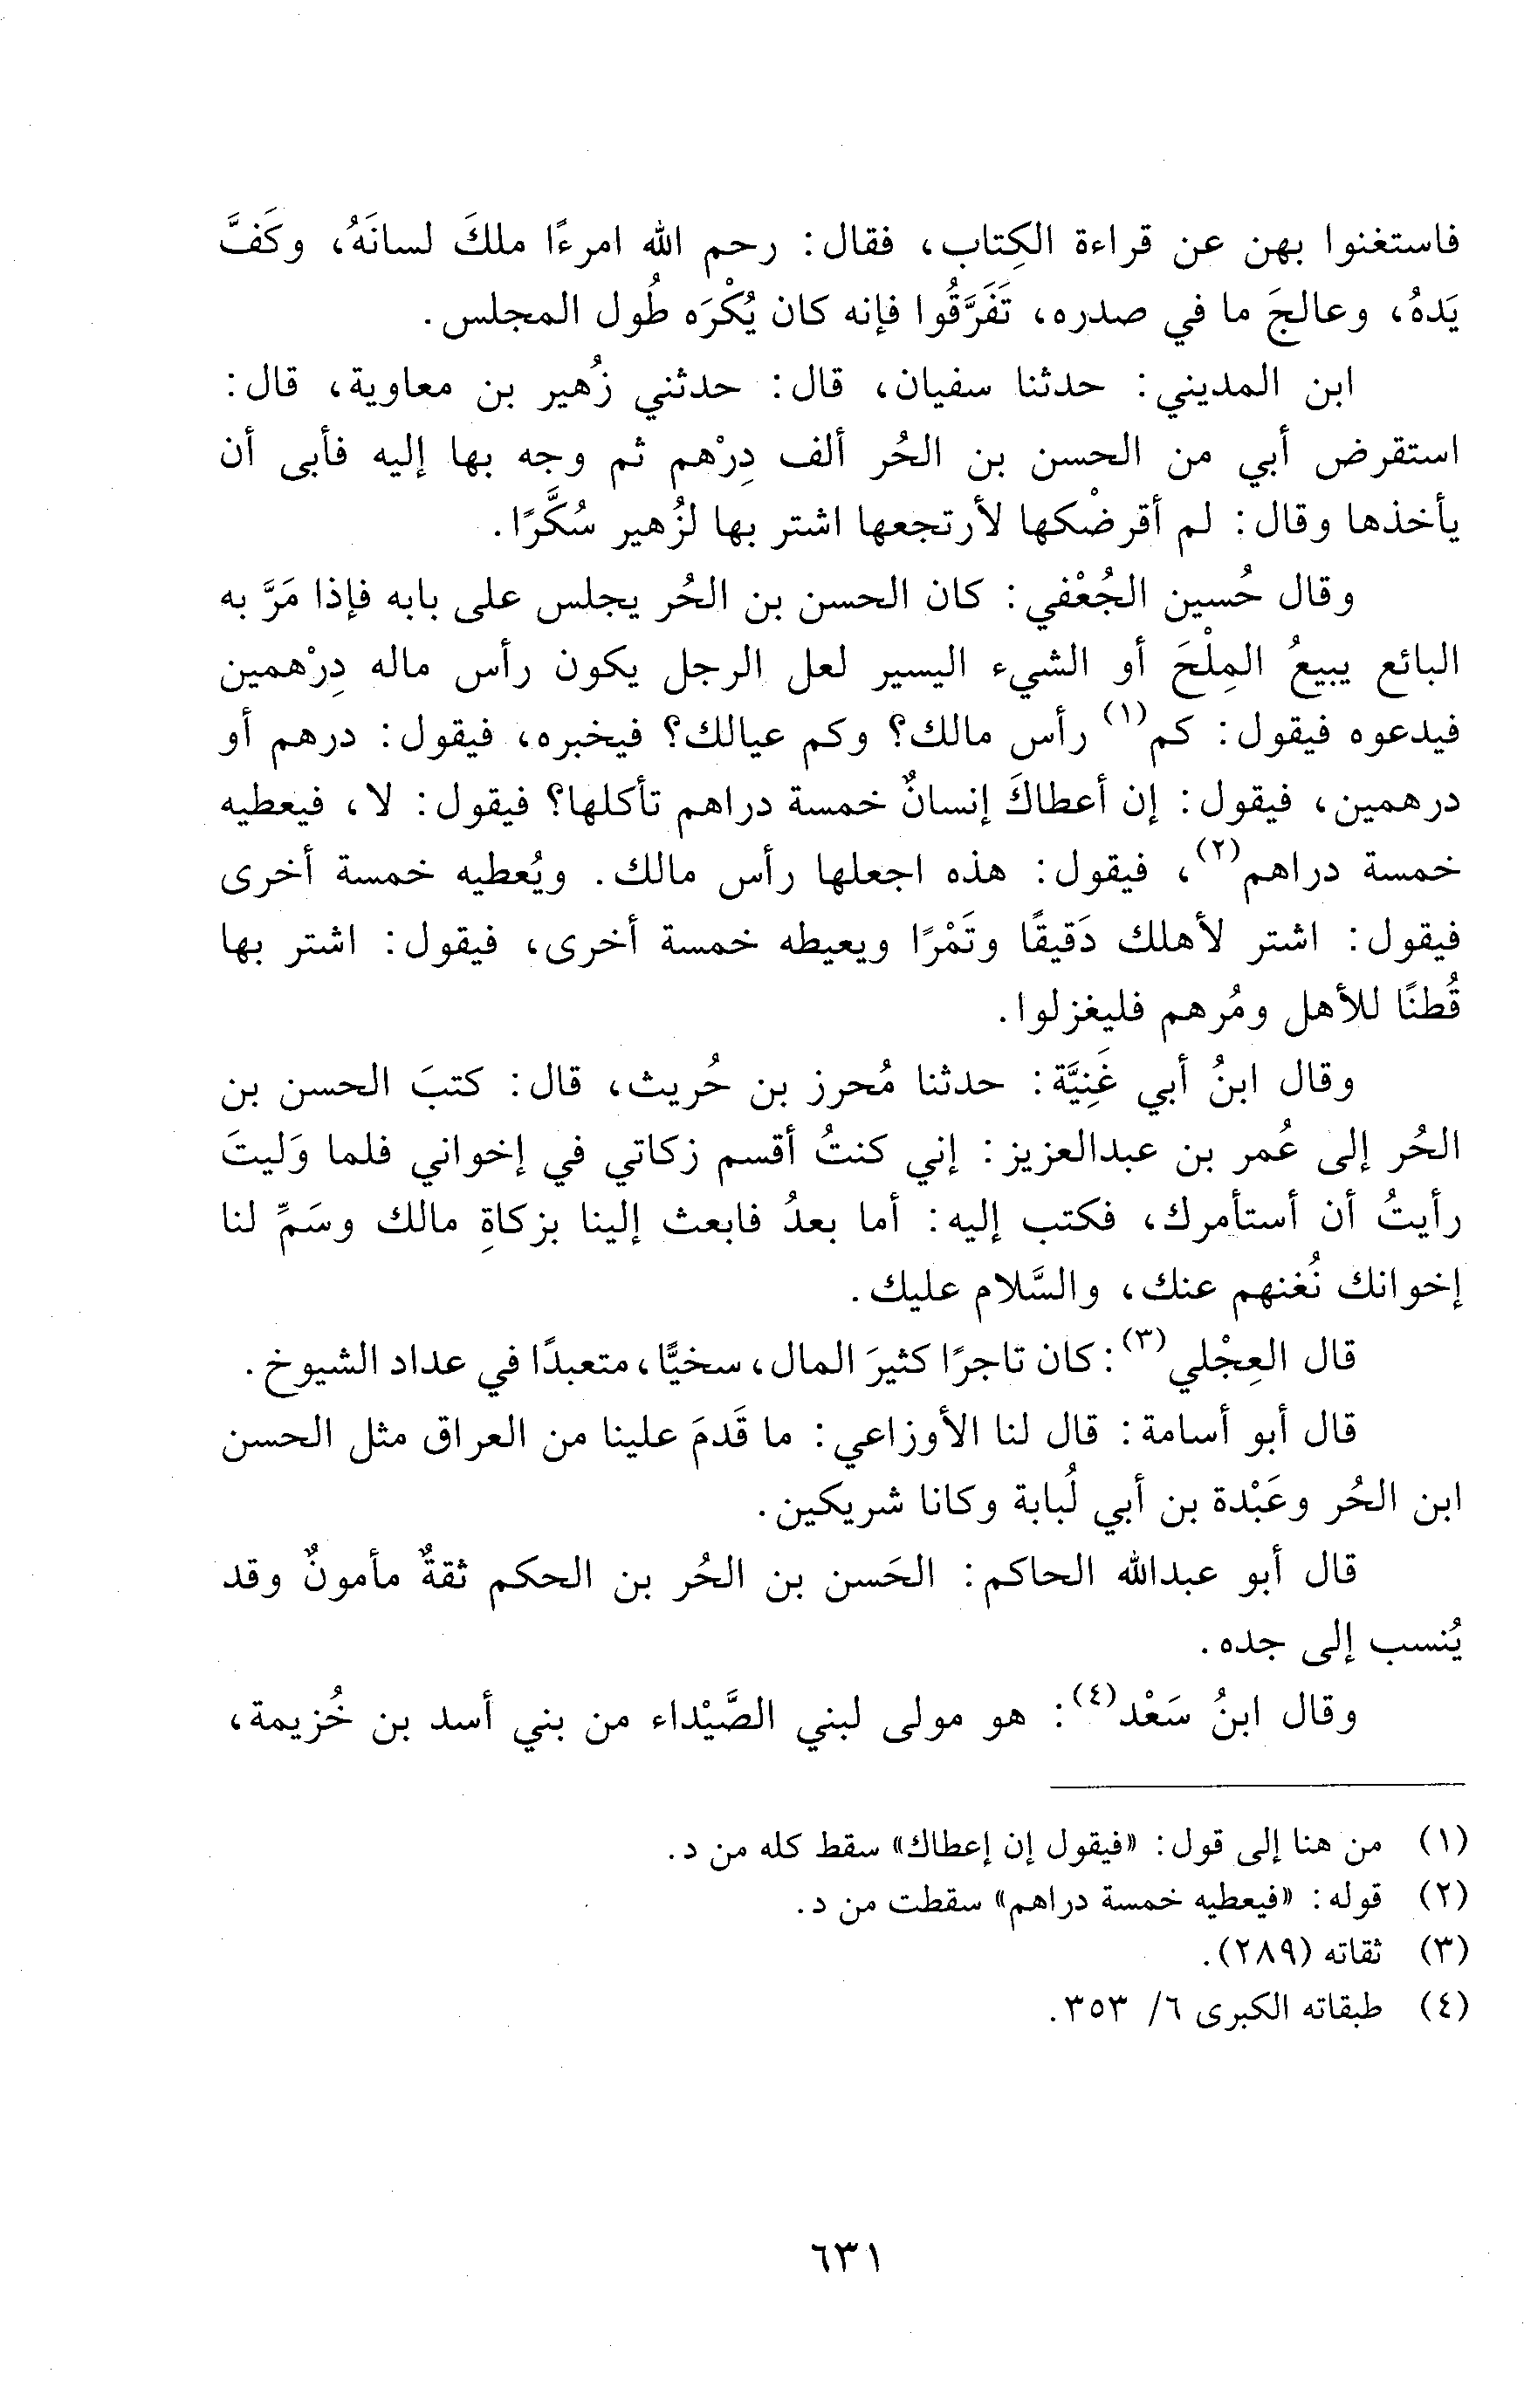 فاستغنوا بهن عن قراءة الكِتاب، فقال: رحم الله امرءًا ملكَ لسانَهُ، وكَفَّ
يَدهُ، وعالجَ ما في صدره، تَفَرَّقُوا فإنه كان يُكْرَه طُول المجلس.
ابن المديني: حدثنا سفيان، قال: حدثني زُهير بن معاوية، قال:
استقرض أبي من الحسن بن الحُر ألف دِرْهم ثم وجه بها إليه فأبى أن
يأخذها وقال: لم أقرضْكها لأرتجعها اشتر بها لزُهير سُكَّرًا.
وقال حُسين الجُعْفي: كان الحسن بن الحُر يجلس على بابه فإذا مَرَّ به
البائع يبيعُ المِلْحَ أو الشيء اليسير لعل الرجل يكون رأس ماله دِرْهمين
فيدعوه فيقول: كم(١) رأس مالك؟ وكم عيالك؟ فيخبره، فيقول: درهم أو
درهمين، فيقول: إن أعطاكَ إنسانٌ خمسة دراهم تأكلها؟ فيقول: لا، فيعطيه
خمسة دراهم(٢)، فيقول: هذه اجعلها رأس مالك. ويُعطيه خمسة أخرى
فيقول: اشتر لأهلك دَقيقًا وتَمْرًا ويعيطه خمسة أخرى، فيقول: اشتر بها
قُطنًا للأهل ومُرهم فليغزلوا.
وقال ابنُ أبي غَنِيَّة: حدثنا مُحرز بن حُريث، قال: كتبَ الحسن بن
الحُر إلى عُمر بن عبدالعزيز: إني كنتُ أقسم زكاتي في إخواني فلما وَليتَ
رأيتُ أن أستأمرك، فكتب إليه: أما بعدُ فابعث إلينا بزكاةِ مالك وسَمِّ لنا
إخوانك نُغنهم عنك، والسَّلام عليك.
قال العِجْلي(٣): كان تاجرًا كثيرَ المال، سخيًّا، متعبدًا في عداد الشيوخ.
قال أبو أسامة: قال لنا الأوزاعي: ما قَدمَ علينا من العراق مثل الحسن
ابن الحُر وعَبْدة بن أبي لُبابة وكانا شريكين.
قال أبو عبدالله الحاكم: الحَسن بن الحُر بن الحكم ثقةٌ مأمونٌ وقد
يُنسب إلى جده.
وقال ابنُ سَعْد(٤): هو مولى لبني الصَّيْداء من بني أسد بن خُزيمة،
(١) من هنا إلى قول: «فيقول إن إعطاك» سقط كله من د.
(٢) قوله: «فيعطيه خمسة دراهم» سقطت من د.
(٣) ثقاته (٢٨٩).
(٤) طبقاته الكبرى ٦/ ٣٥٣.
٦٣١